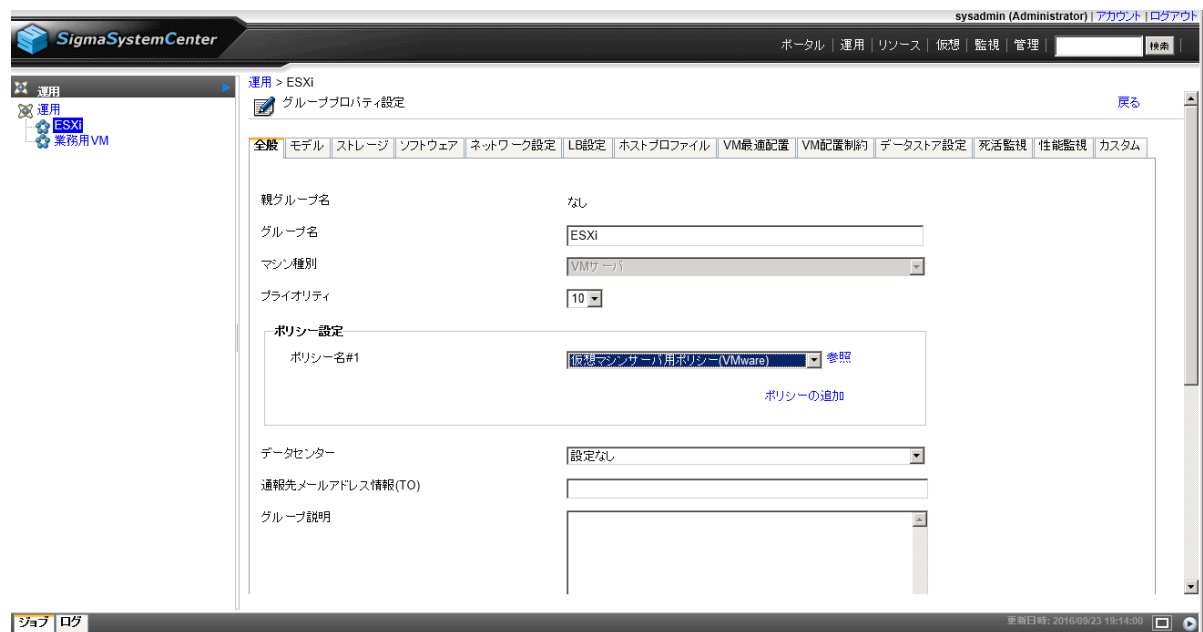 sysadmin (Administrator) | アカウント | ログアウト
SigmaSystemCenter
ポータル | 運用 | リソース | 仮想 | 監視 | 管理 | 検索
運用
運用
ESXi
業務用VM
運用 > ESXi
グループプロパティ設定
戻る
全般 モデル ストレージ ソフトウェア ネットワーク設定 LB設定 ホストプロファイル VM最適配置 VM配置制約 データストア設定 死活監視 性能監視 カスタム
親グループ名 なし
グループ名 ESXi
マシン種別 VMサーバ
プライオリティ 10
ポリシー設定
ポリシー名#1 仮想マシンサーバ用ポリシー(VMware) 参照
ポリシーの追加
データセンター 設定なし
通報先メールアドレス情報(TO)
グループ説明
ジョブ ログ
更新日時: 2016/09/23 19:14:00